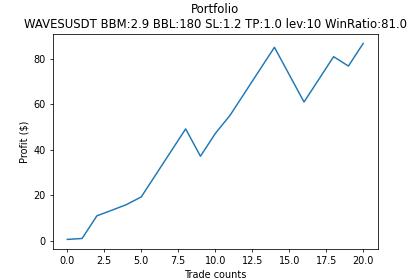 Portfolio
WAVESUSDT BBM:2.9 BBL:180 SL:1.2 TP:1.0 lev:10 WinRatio:81.0
80
60
40
20
0
Profit ($)
0.0 2.5 5.0 7.5 10.0 12.5 15.0 17.5 20.0
Trade counts